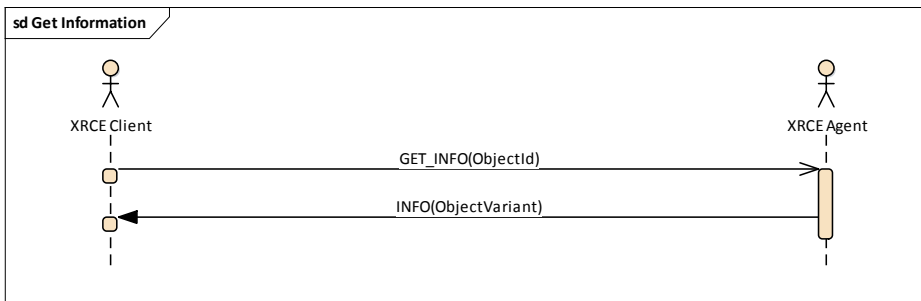 sd Get Information
XRCE Client
XRCE Agent
GET_INFO(ObjectId)
INFO(ObjectVariant)